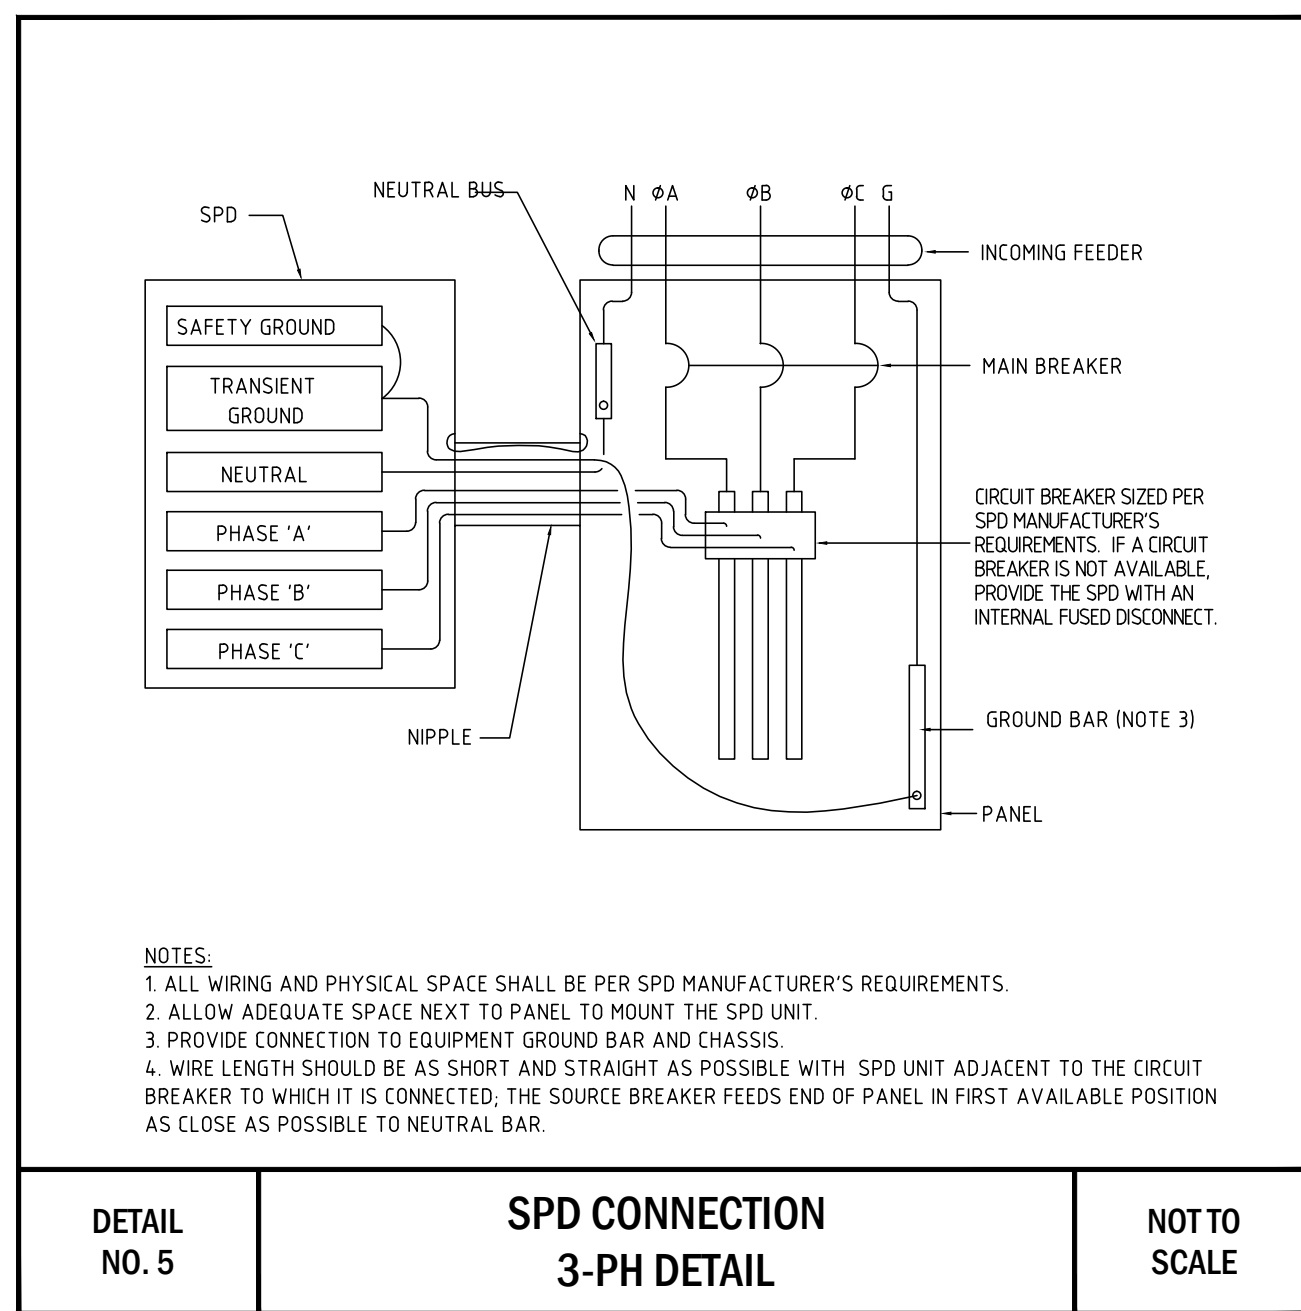 NEUTRAL BUS
N ØA ØB ØC G
SPD
INCOMING FEEDER
SAFETY GROUND
MAIN BREAKER
TRANSIENT
GROUND
NEUTRAL
CIRCUIT BREAKER SIZED PER
SPD MANUFACTURER'S
REQUIREMENTS. IF A CIRCUIT
BREAKER IS NOT AVAILABLE,
PROVIDE THE SPD WITH AN
INTERNAL FUSED DISCONNECT.
PHASE 'A'
PHASE 'B'
PHASE 'C'
NIPPLE
GROUND BAR (NOTE 3)
PANEL
NOTES:
1. ALL WIRING AND PHYSICAL SPACE SHALL BE PER SPD MANUFACTURER'S REQUIREMENTS.
2. ALLOW ADEQUATE SPACE NEXT TO PANEL TO MOUNT THE SPD UNIT.
3. PROVIDE CONNECTION TO EQUIPMENT GROUND BAR AND CHASSIS.
4. WIRE LENGTH SHOULD BE AS SHORT AND STRAIGHT AS POSSIBLE WITH SPD UNIT ADJACENT TO THE CIRCUIT
BREAKER TO WHICH IT IS CONNECTED; THE SOURCE BREAKER FEEDS END OF PANEL IN FIRST AVAILABLE POSITION
AS CLOSE AS POSSIBLE TO NEUTRAL BAR.
DETAIL
NO. 5
SPD CONNECTION
3-PH DETAIL
NOT TO
SCALE